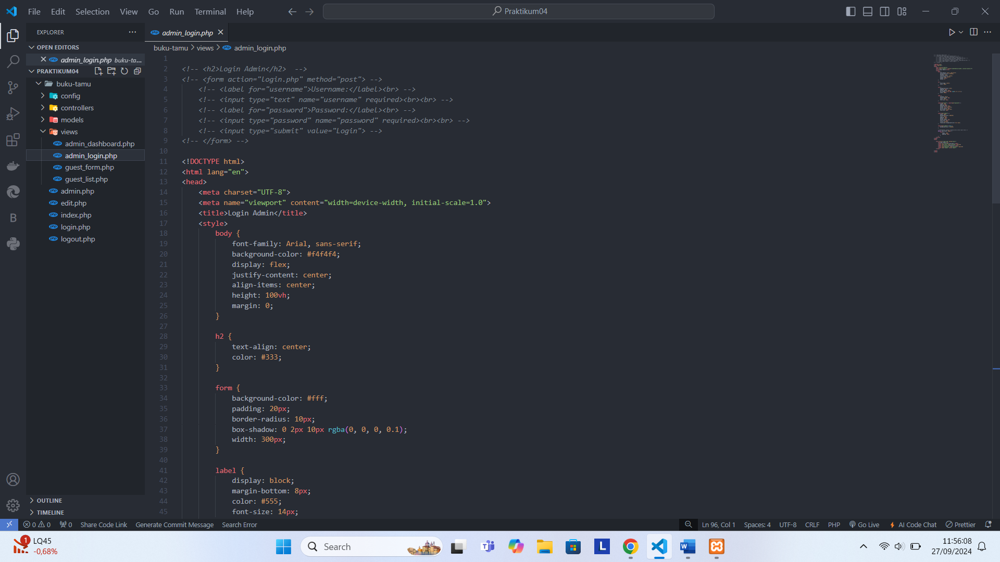 File Edit Selection View Go Run Terminal Help
Praktikum04
EXPLORER
OPEN EDITORS
admin_login.php buku-ta...
PRAKTIKUM04
buku-tamu
config
controllers
models
views
admin_dashboard.php
admin_login.php
guest_form.php
guest_list.php
admin.php
edit.php
index.php
login.php
logout.php
OUTLINE
TIMELINE
admin_login.php
buku-tamu > views > admin_login.php
1
2 <!-- <h2>Login Admin</h2>  -->
3 <!-- <form action="login.php" method="post"> -->
4     <!-- <label for="username">Username:</label><br> -->
5     <!-- <input type="text" name="username" required><br><br> -->
6     <!-- <label for="password">Password:</label><br> -->
7     <!-- <input type="password" name="password" required><br><br> -->
8     <!-- <input type="submit" value="Login"> -->
9 <!-- </form> -->
10
11 <!DOCTYPE html>
12 <html lang="en">
13 <head>
14     <meta charset="UTF-8">
15     <meta name="viewport" content="width=device-width, initial-scale=1.0">
16     <title>Login Admin</title>
17     <style>
18         body {
19             font-family: Arial, sans-serif;
20             background-color: #f4f4f4;
21             display: flex;
22             justify-content: center;
23             align-items: center;
24             height: 100vh;
25             margin: 0;
26         }
27
28         h2 {
29             text-align: center;
30             color: #333;
31         }
32
33         form {
34             background-color: #fff;
35             padding: 20px;
36             border-radius: 10px;
37             box-shadow: 0 2px 10px rgba(0, 0, 0, 0.1);
38             width: 300px;
39         }
40
41         label {
42             display: block;
43             margin-bottom: 8px;
44             color: #555;
45             font-size: 14px;
0 0 0 Share Code Link Generate Commit Message Search Error
Ln 96, Col 1 Spaces: 4 UTF-8 CRLF PHP Go Live AI Code Chat Prettier
1 LQ45
-0,68%
Search
11:56:08
27/09/2024